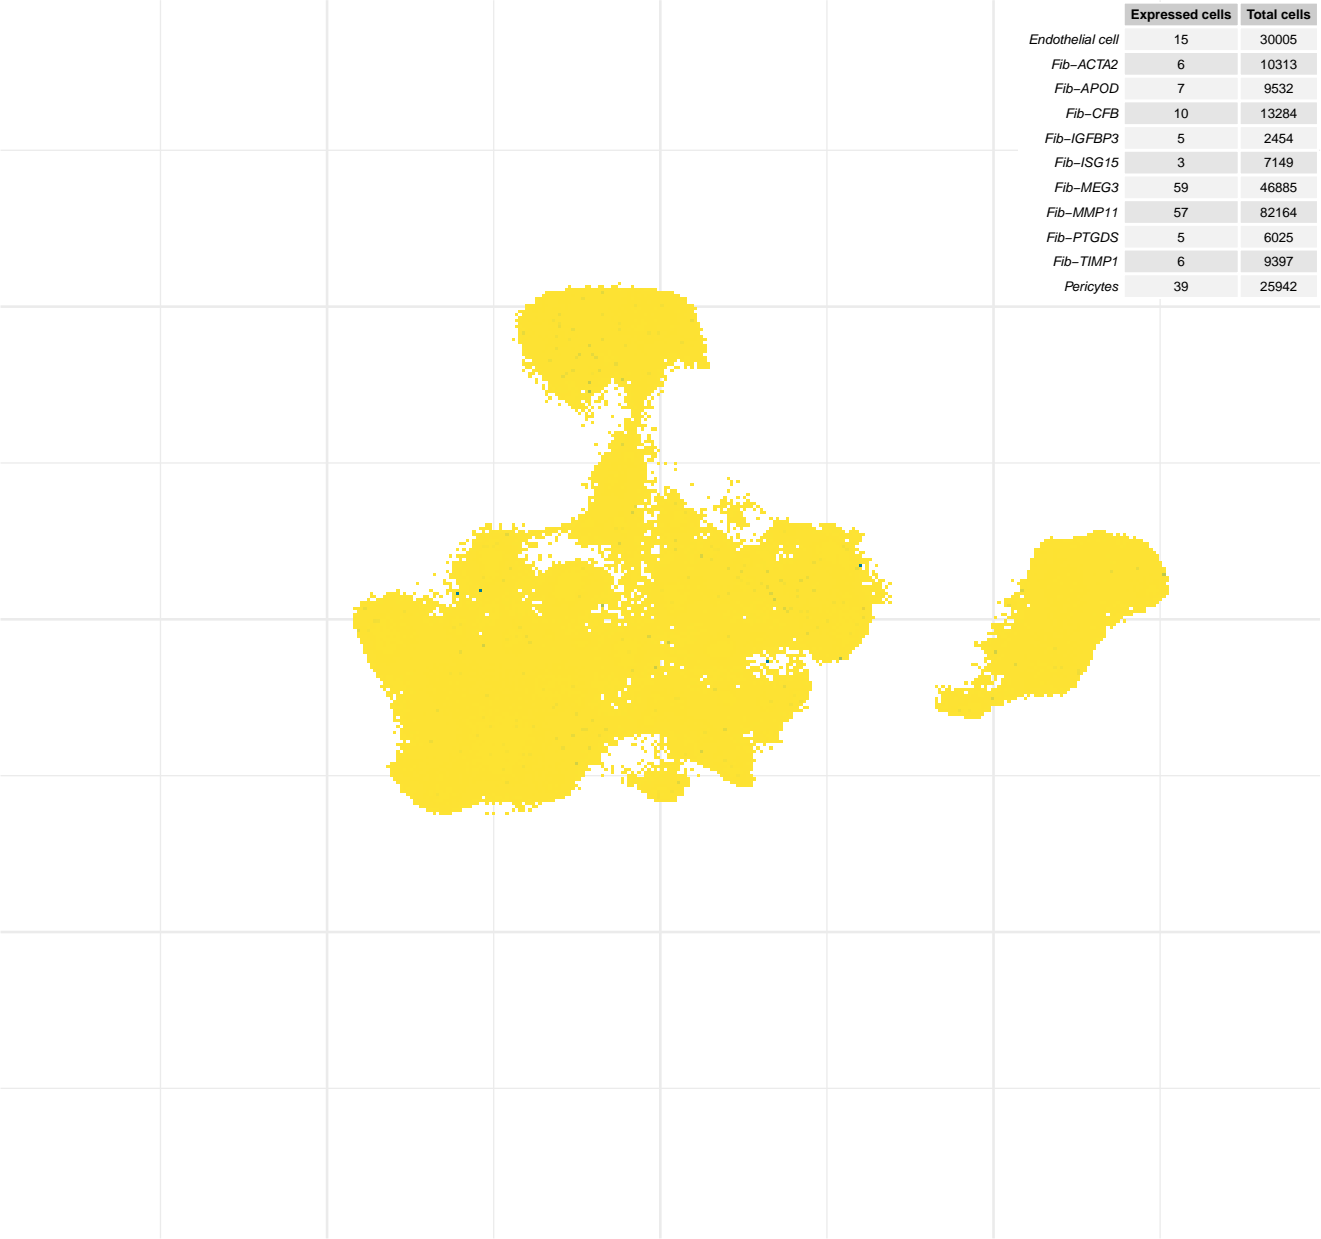 Expressed cells Total cells
Endothelial cell 15 30005
Fib−ACTA2 6 10313
Fib−APOD 7 9532
Fib−CFB 10 13284
Fib−IGFBP3 5 2454
Fib−ISG15 3 7149
Fib−MEG3 59 46885
Fib−MMP11 57 82164
Fib−PTGDS 5 6025
Fib−TIMP1 6 9397
Pericytes 39 25942